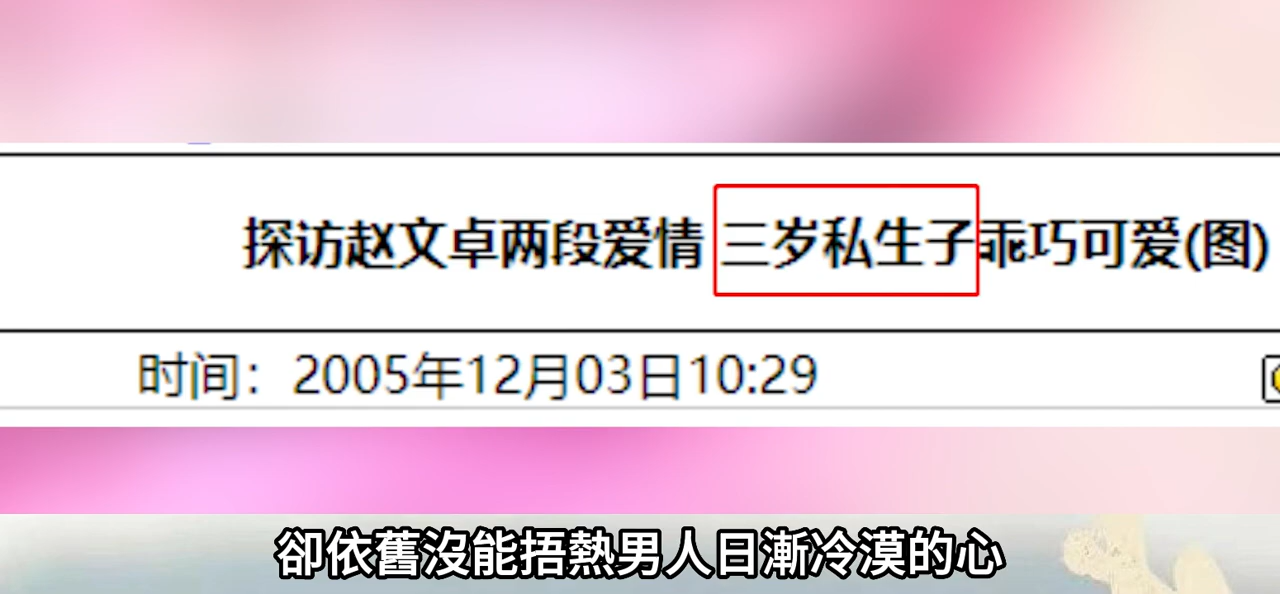 探访赵文卓两段爱情 三岁私生子乖巧可爱(图)
时间：2005年12月03日10:29
卻依舊沒能捂熱男人日漸冷漠的心